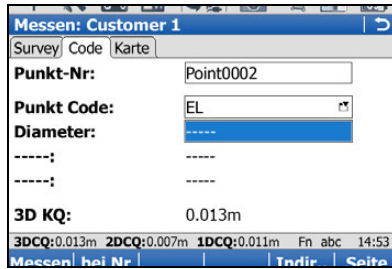 Messen: Customer 1
Survey Code Karte
Punkt-Nr: Point0002
Punkt Code: EL
Diameter: -----
-----: -----
-----: -----
3D KQ: 0.013m
3DCQ:0.013m 2DCQ:0.007m 1DCQ:0.011m Fn abc 14:53
Messen bei Nr Indir.. Seite